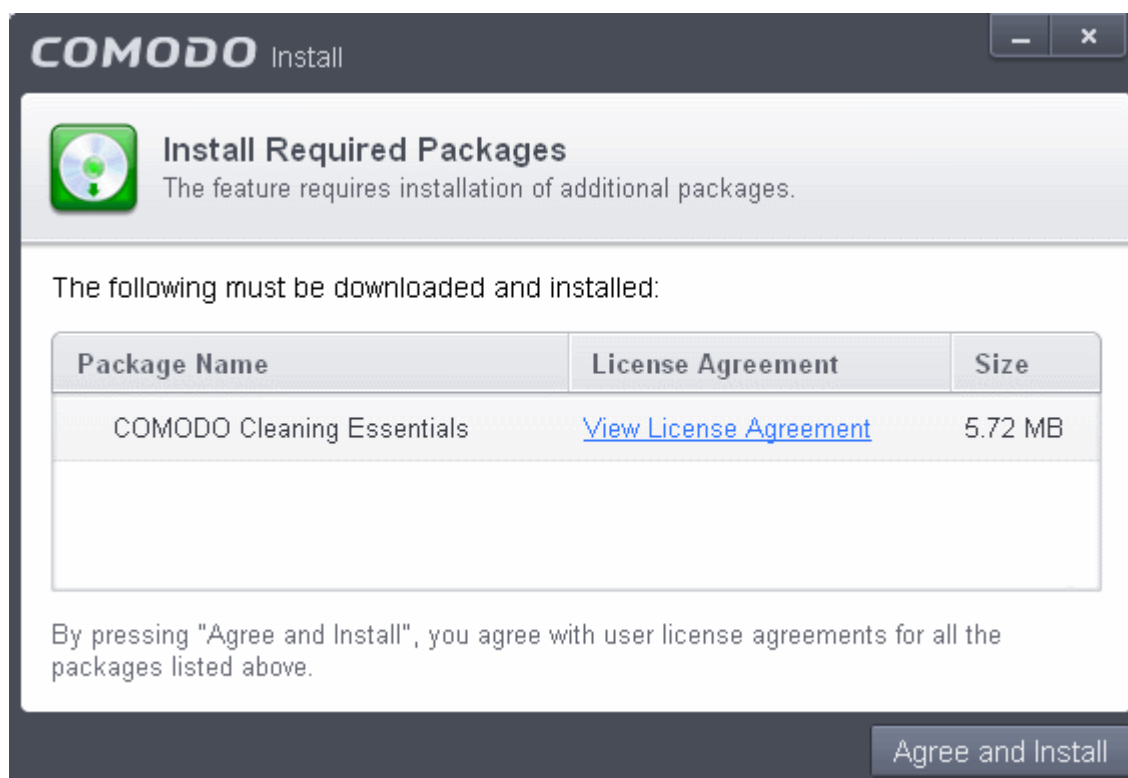 COMODO Install
Install Required Packages
The feature requires installation of additional packages.
The following must be downloaded and installed:
Package Name License Agreement Size
COMODO Cleaning Essentials View License Agreement 5.72 MB
By pressing "Agree and Install", you agree with user license agreements for all the
packages listed above.
Agree and Install